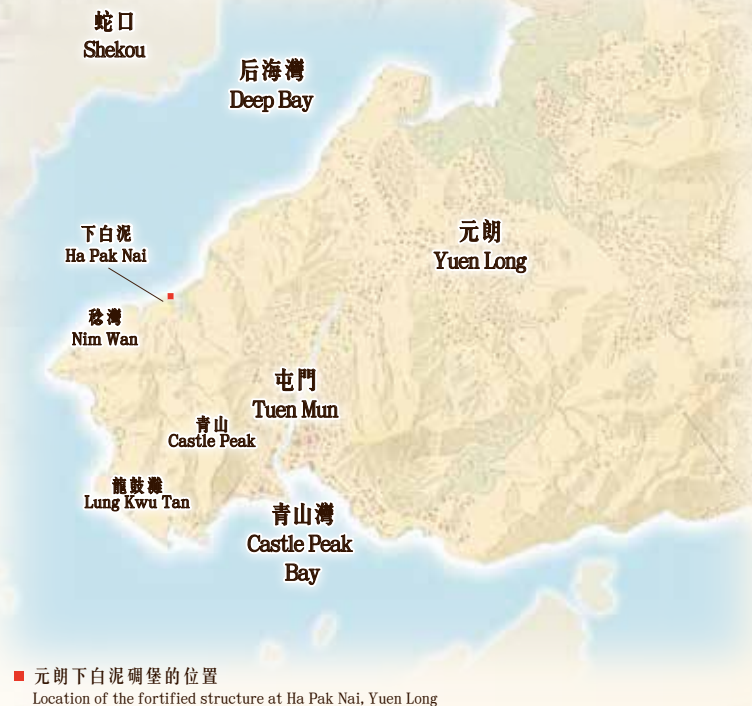 蛇口
Shekou
后海灣
Deep Bay
下白泥
Ha Pak Nai
元朗
Yuen Long
稔灣
Nim Wan
屯門
Tuen Mun
青山
Castle Peak
龍鼓灘
Lung Kwu Tan
青山灣
Castle Peak
Bay
元朗下白泥碉堡的位置
Location of the fortified structure at Ha Pak Nai, Yuen Long